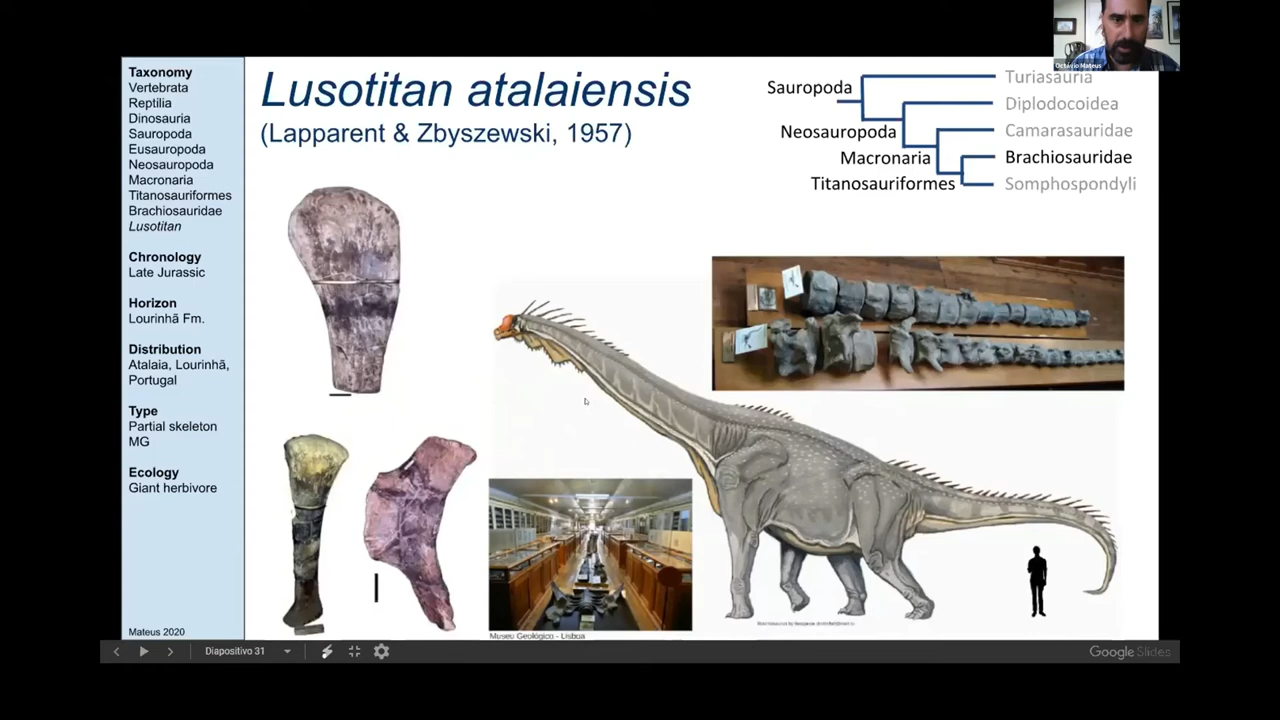 Octávio Mateus
Taxonomy
Vertebrata
Reptilia
Dinosauria
Sauropoda
Eusauropoda
Neosauropoda
Macronaria
Titanosauriformes
Brachiosauridae
Lusotitan
Chronology
Late Jurassic
Horizon
Lourinhã Fm.
Distribution
Atalaia, Lourinhã,
Portugal
Type
Partial skeleton
MG
Ecology
Giant herbivore
Mateus 2020
Lusotitan atalaiensis
(Lapparent & Zbyszewski, 1957)
Sauropoda
Neosauropoda
Macronaria
Titanosauriformes
Turiasauria
Diplodocoidea
Camarasauridae
Brachiosauridae
Somphospondyli
Museu Geológico - Lisboa
Diapositivo 31
Google Slides